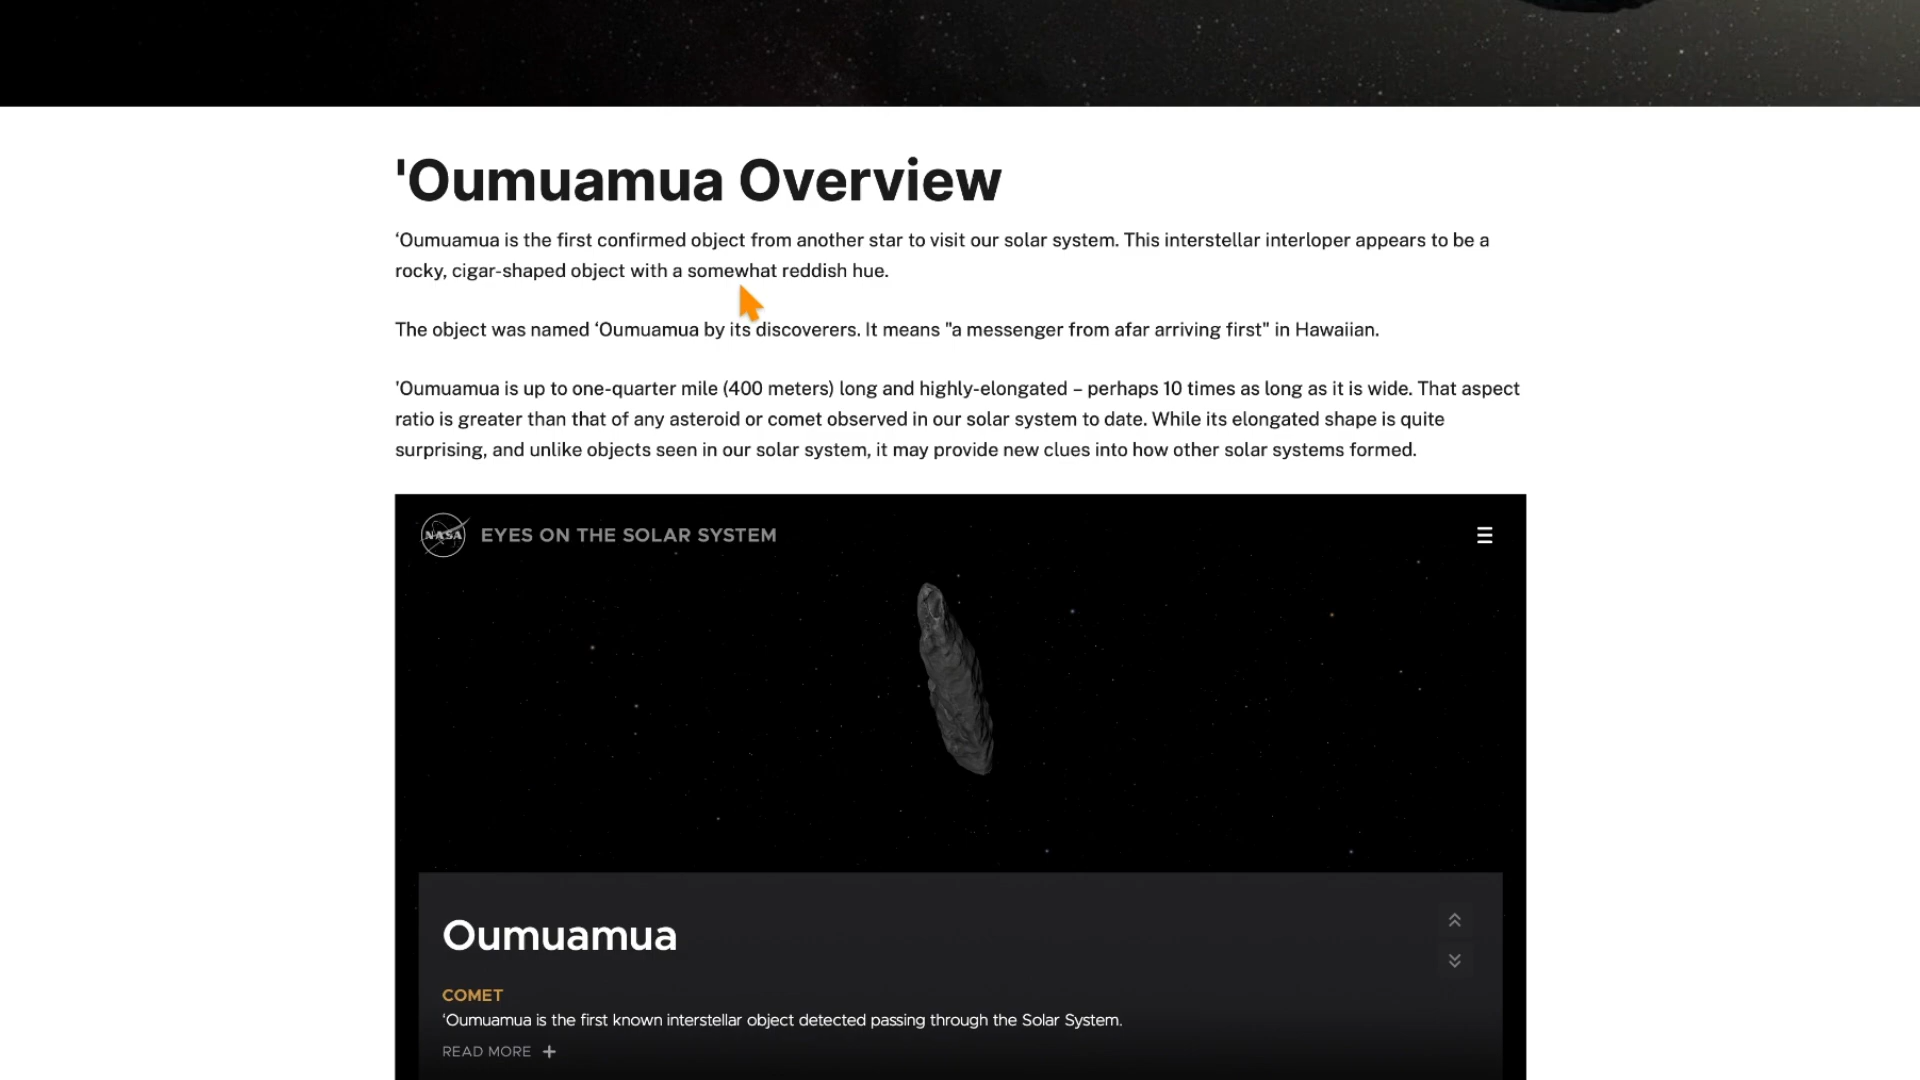 'Oumuamua Overview
‘Oumuamua is the first confirmed object from another star to visit our solar system. This interstellar interloper appears to be a
rocky, cigar-shaped object with a somewhat reddish hue.
The object was named ‘Oumuamua by its discoverers. It means "a messenger from afar arriving first" in Hawaiian.
'Oumuamua is up to one-quarter mile (400 meters) long and highly-elongated – perhaps 10 times as long as it is wide. That aspect
ratio is greater than that of any asteroid or comet observed in our solar system to date. While its elongated shape is quite
surprising, and unlike objects seen in our solar system, it may provide new clues into how other solar systems formed.
NASA EYES ON THE SOLAR SYSTEM
Oumuamua
COMET
‘Oumuamua is the first known interstellar object detected passing through the Solar System.
READ MORE +